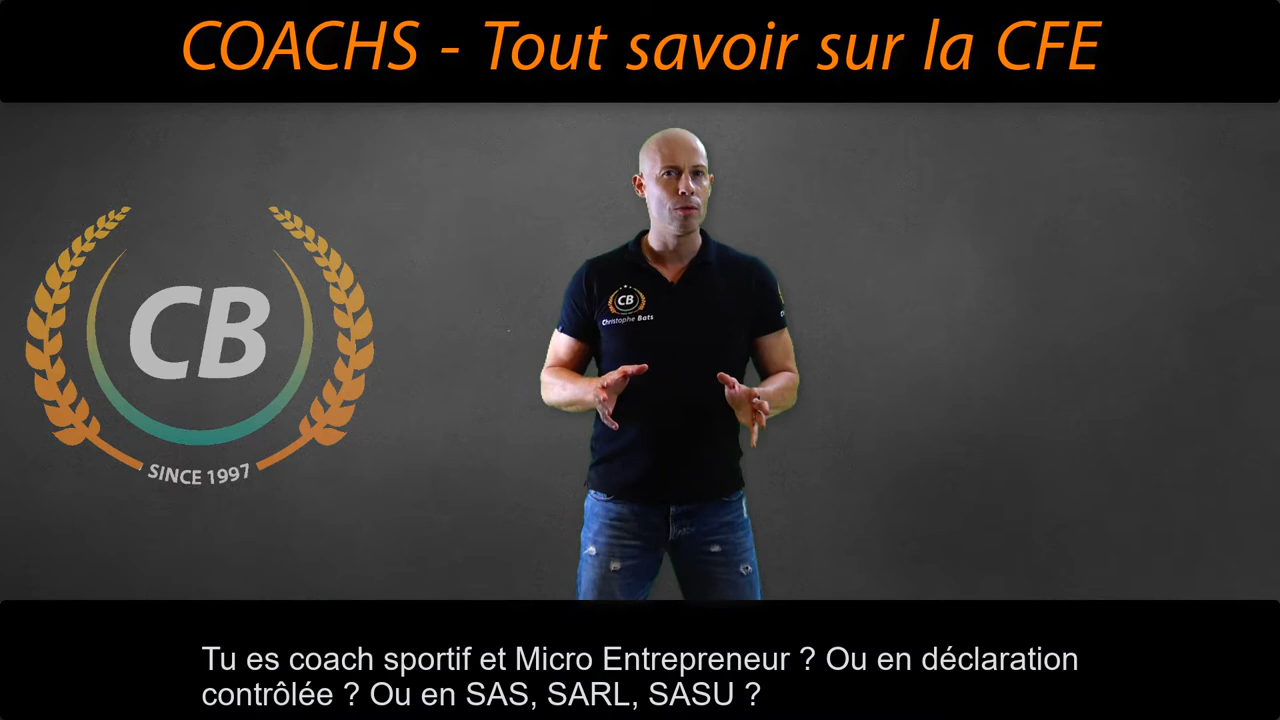 COACHS - Tout savoir sur la CFE
CB
Christophe Bats
CB
SINCE 1997
Tu es coach sportif et Micro Entrepreneur ? Ou en déclaration
contrôlée ? Ou en SAS, SARL, SASU ?